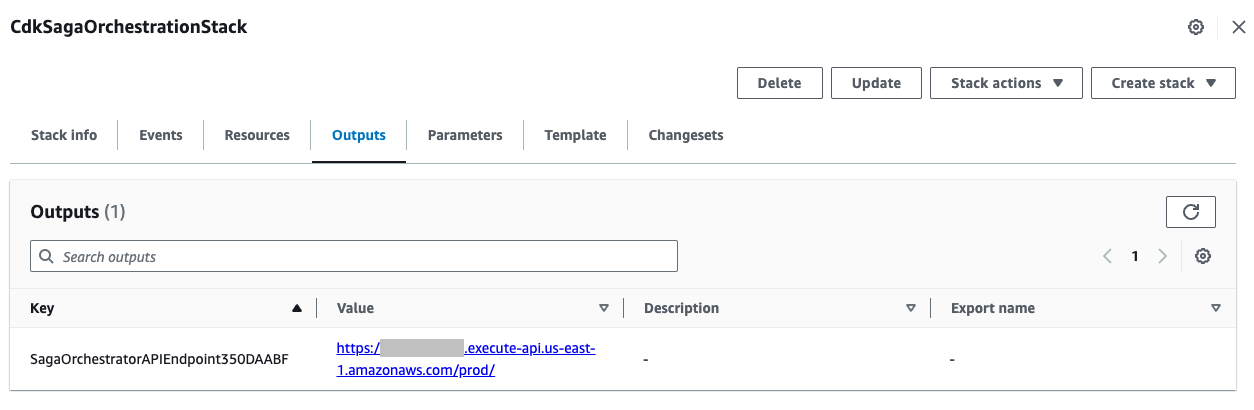 CdkSagaOrchestrationStack
Delete
Update
Stack actions
Create stack
Stack info
Events
Resources
Outputs
Parameters
Template
Changesets
Outputs (1)
Search outputs
1
Key
Value
Description
Export name
SagaOrchestratorAPIEndpoint350DAABF
https:/ .execute-api.us-east-
1.amazonaws.com/prod/
-
-